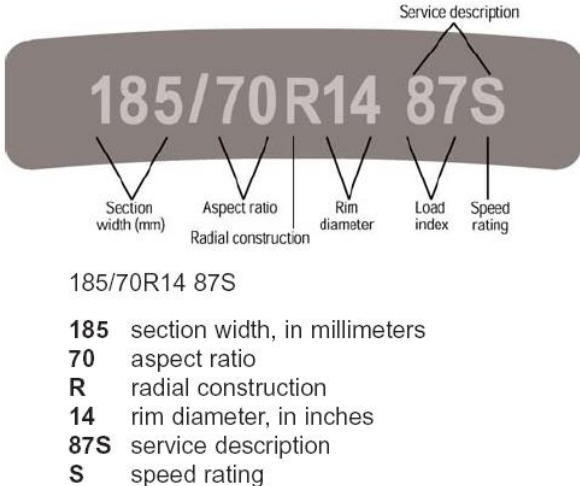 Service description
185/70R14 87S
Section width (mm)
Aspect ratio
Radial construction
Rim diameter
Load index
Speed rating
185/70R14 87S
185 section width, in millimeters
70 aspect ratio
R radial construction
14 rim diameter, in inches
87S service description
S speed rating